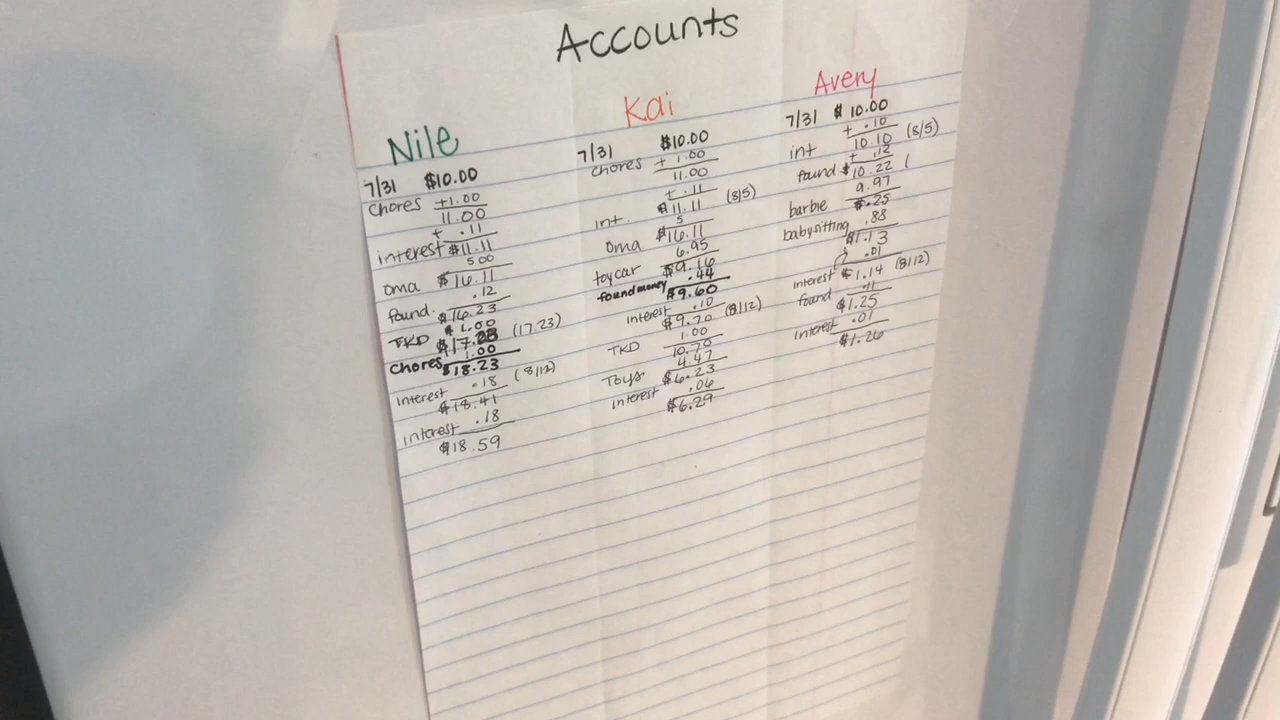 Accounts
Nile
7/31 $10.00
chores +1.00
11.00
+ .11
interest $11.11
5.00
oma $16.11
.12
found $16.23
$1.00
TKD $17.23 (17.23)
1.00
chores $18.23
.18 (8/12)
interest $18.41
.18
interest
$18.59
Kai
7/31 $10.00
chores + 1.00
11.00
+ .11
int. $11.11 (8/5)
5
oma $16.11
6.95
toy car $9.16
.44
found money $9.60
.10
interest $9.70 (8/12)
1.00
TKD 10.70
4.47
Toys $6.23
.06
interest $6.29
Avery
7/31 $10.00
+ .10
int 10.10 (8/5)
+ .12
found $10.22
9.97
barbie $.25
.88
babysitting $1.13
.01
interest $1.14 (8/12)
.11
found $1.25
.01
interest $1.26